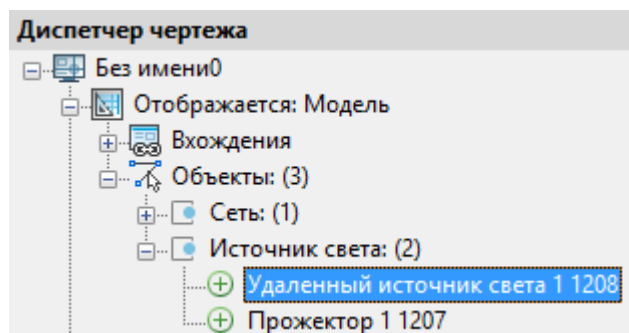 Диспетчер чертежа
Без имени0
Отображается: Модель
Вхождения
Объекты: (3)
Сеть: (1)
Источник света: (2)
Удаленный источник света 1 1208
Прожектор 1 1207